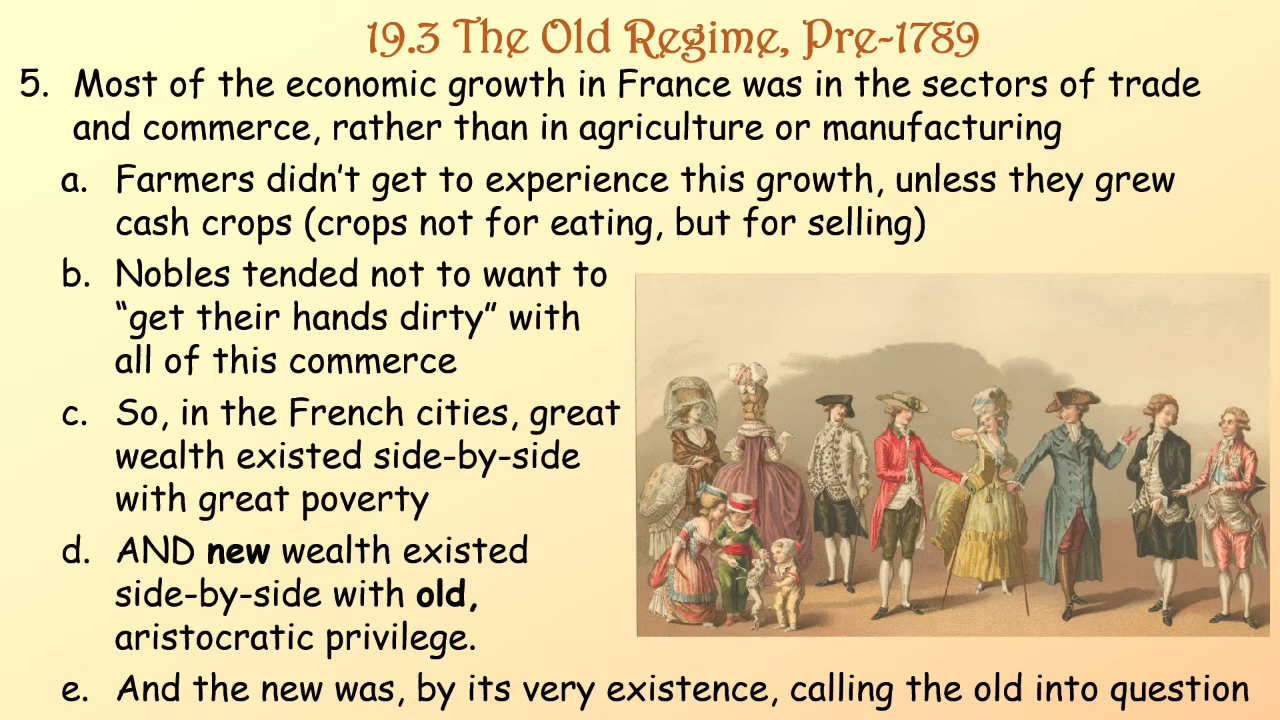 19.3 The Old Regime, Pre-1789
5. Most of the economic growth in France was in the sectors of trade
and commerce, rather than in agriculture or manufacturing
a. Farmers didn’t get to experience this growth, unless they grew
cash crops (crops not for eating, but for selling)
b. Nobles tended not to want to
“get their hands dirty” with
all of this commerce
c. So, in the French cities, great
wealth existed side-by-side
with great poverty
d. AND new wealth existed
side-by-side with old,
aristocratic privilege.
e. And the new was, by its very existence, calling the old into question